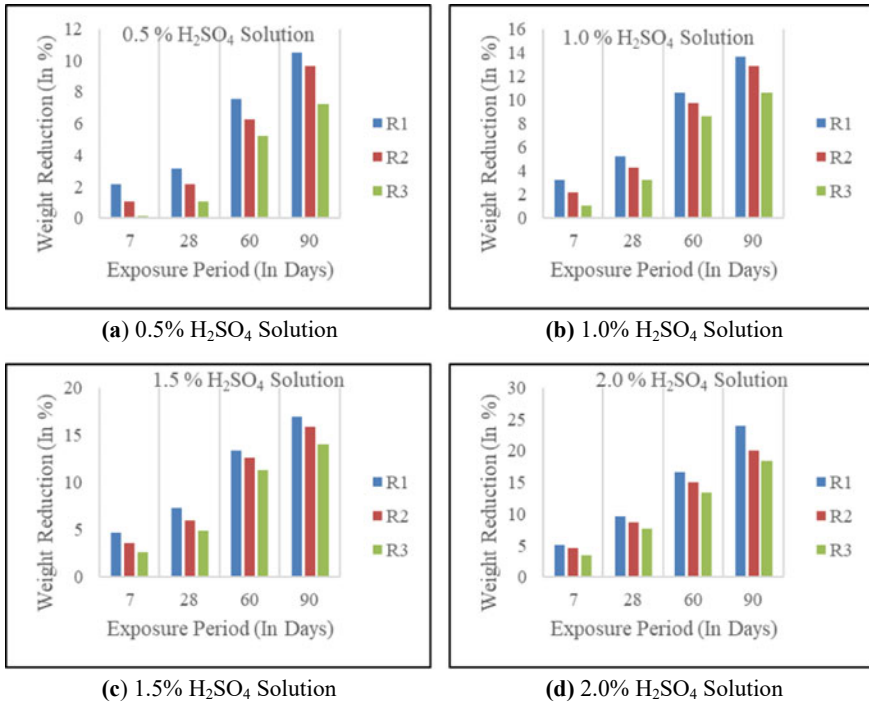 0.5 % H₂SO₄ Solution
Weight Reduction (In %)
12
10
8
6
4
2
0
7 28 60 90
Exposure Period (In Days)
R1
R2
R3
(a) 0.5% H₂SO₄ Solution
1.0 % H₂SO₄ Solution
Weight Reduction (In %)
16
14
12
10
8
6
4
2
0
7 28 60 90
Exposure Period (In Days)
R1
R2
R3
(b) 1.0% H₂SO₄ Solution
1.5 % H₂SO₄ Solution
Weight Reduction (In %)
20
15
10
5
0
7 28 60 90
Exposure Period (In Days)
R1
R2
R3
(c) 1.5% H₂SO₄ Solution
2.0 % H₂SO₄ Solution
Weight Reduction (In %)
30
25
20
15
10
5
0
7 28 60 90
Exposure Period (In Days)
R1
R2
R3
(d) 2.0% H₂SO₄ Solution